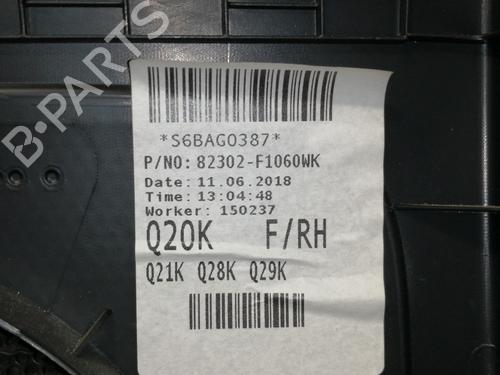 B-PARTS
*S6BAG0387*
P/NO: 82302-F1060WK
Date: 11.06.2018
Time: 13:04:48
Worker: 150237
Q20K F/RH
Q21K Q28K Q29K